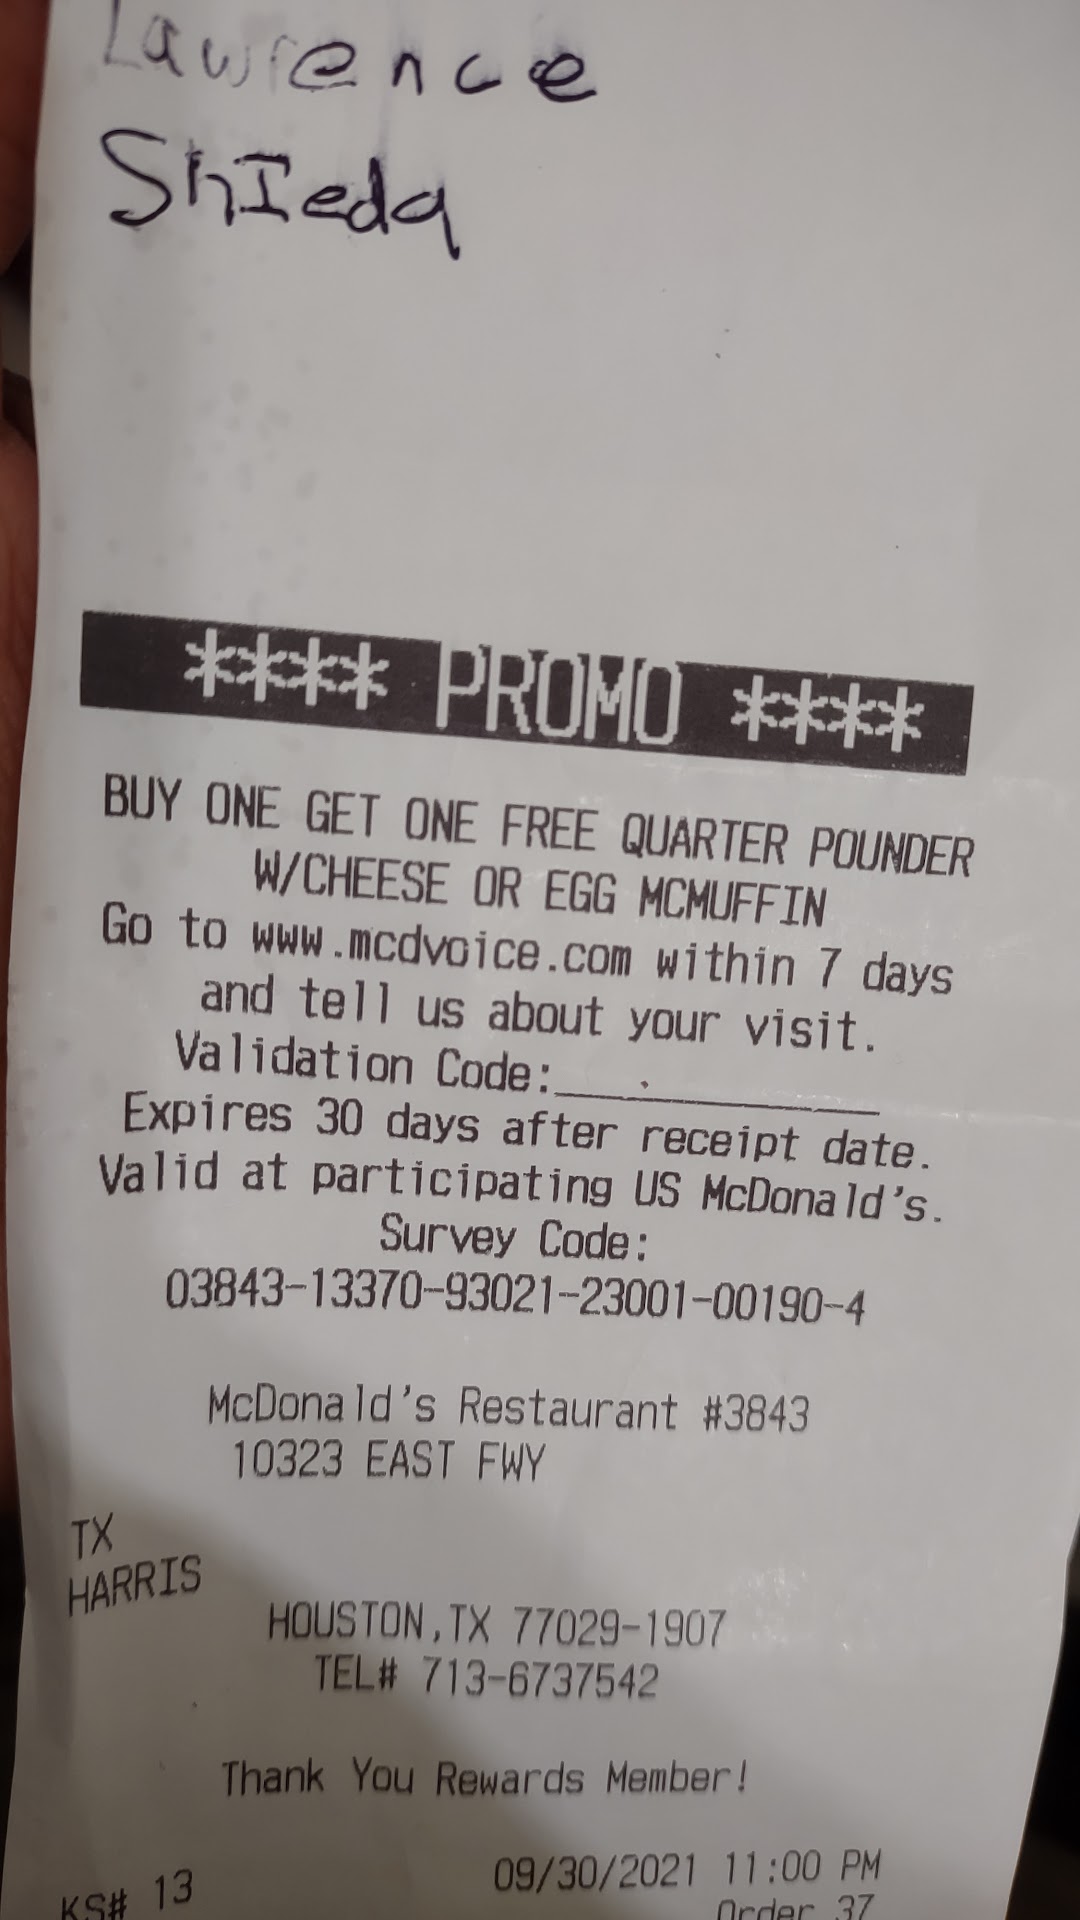 Lawrence
ShIeda
**** PROMO ****
BUY ONE GET ONE FREE QUARTER POUNDER
W/CHEESE OR EGG MCMUFFIN
Go to www.mcdvoice.com within 7 days
and tell us about your visit.
Validation Code:____________
Expires 30 days after receipt date.
Valid at participating US McDonald's.
Survey Code:
03843-13370-93021-23001-00190-4
McDonald's Restaurant #3843
10323 EAST FWY
TX
HARRIS
HOUSTON,TX 77029-1907
TEL# 713-6737542
Thank You Rewards Member!
KS# 13 09/30/2021 11:00 PM
Order 37